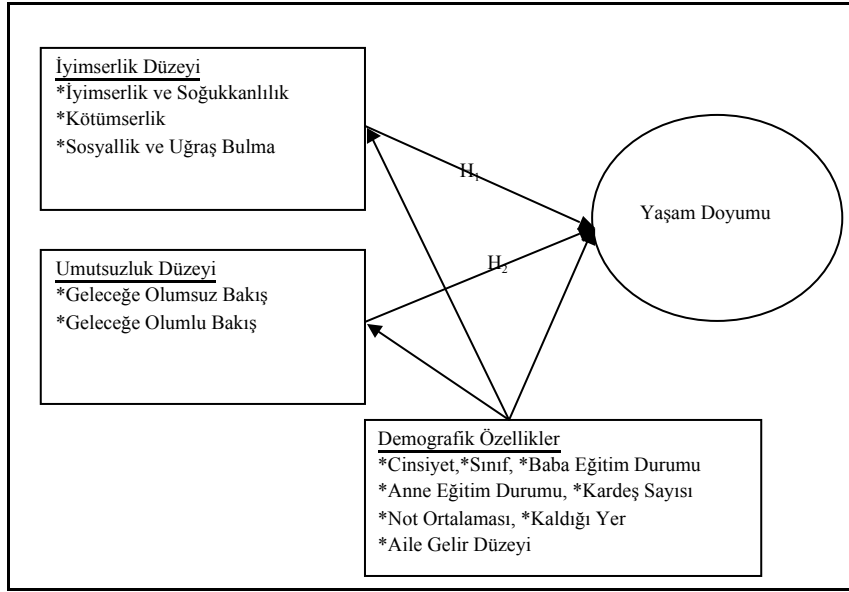 İyimserlik Düzeyi
*İyimserlik ve Soğukkanlılık
*Kötümserlik
*Sosyallik ve Uğraş Bulma
H₁
Yaşam Doyumu
Umutsuzluk Düzeyi
*Geleceğe Olumsuz Bakış
*Geleceğe Olumlu Bakış
H₂
Demografik Özellikler
*Cinsiyet,*Sınıf, *Baba Eğitim Durumu
*Anne Eğitim Durumu, *Kardeş Sayısı
*Not Ortalaması, *Kaldığı Yer
*Aile Gelir Düzeyi